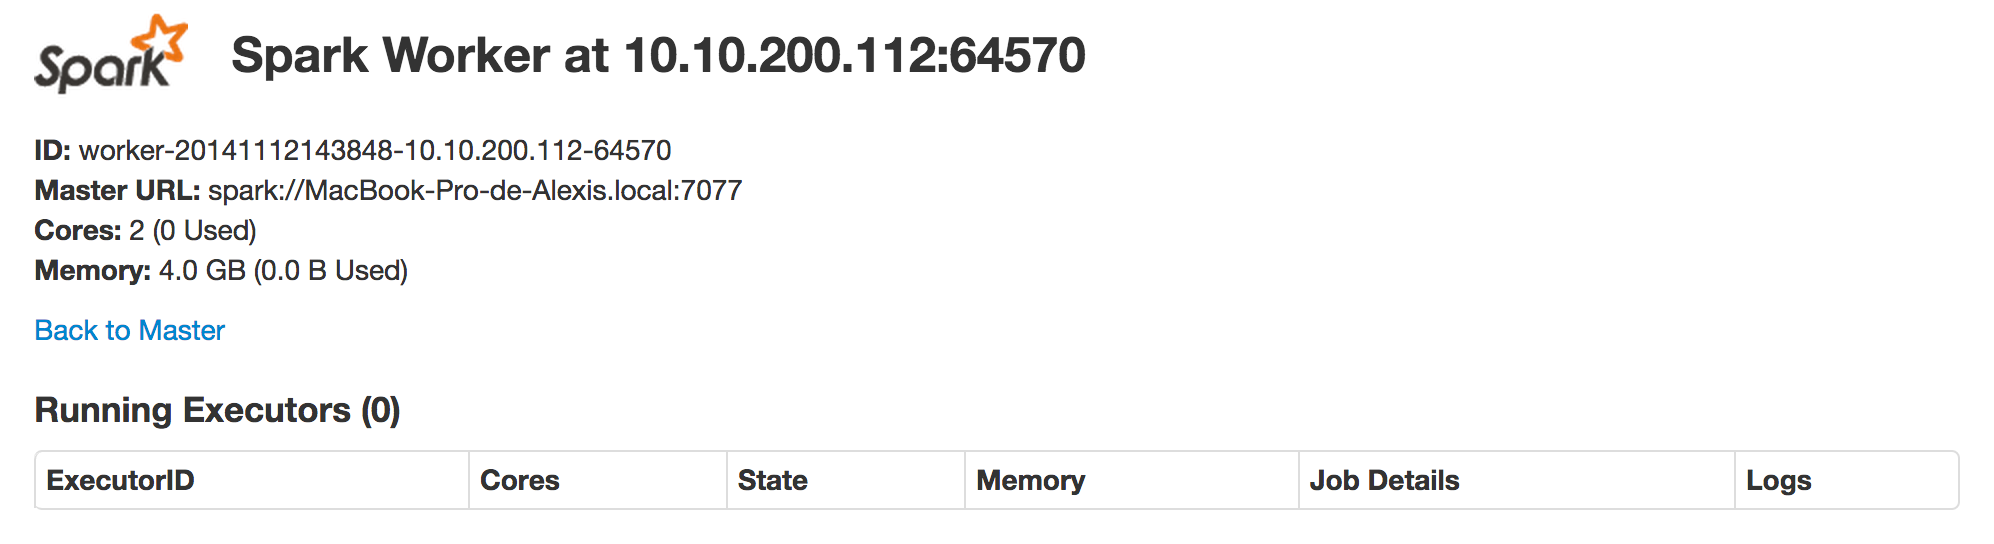 Spark
Spark Worker at 10.10.200.112:64570
ID: worker-20141112143848-10.10.200.112-64570
Master URL: spark://MacBook-Pro-de-Alexis.local:7077
Cores: 2 (0 Used)
Memory: 4.0 GB (0.0 B Used)
Back to Master
Running Executors (0)
ExecutorID Cores State Memory Job Details Logs